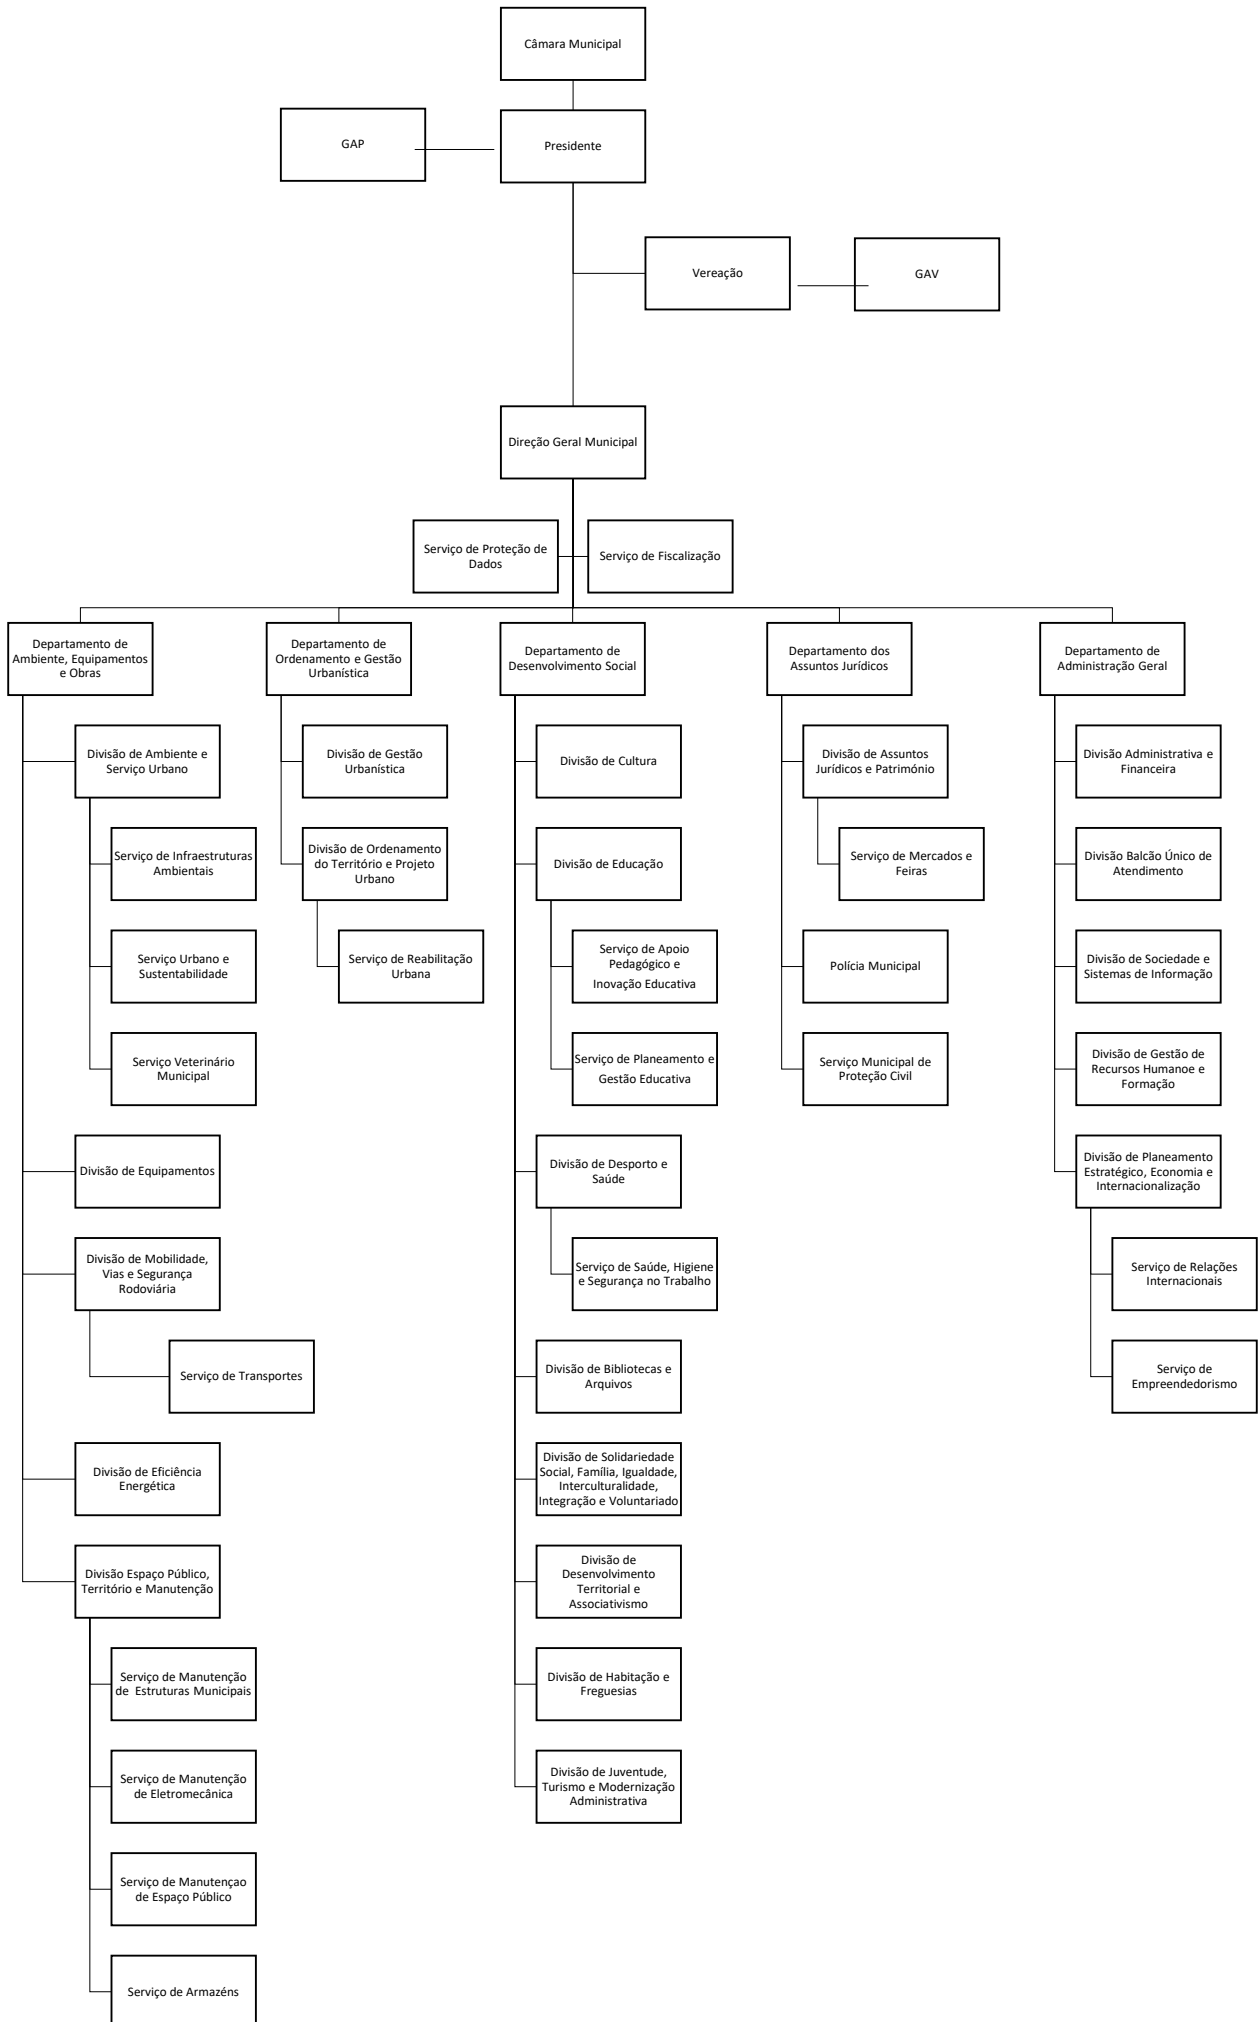 Câmara Municipal
GAP
Presidente
Vereação
GAV
Direção Geral Municipal
Serviço de Proteção de
Dados
Serviço de Fiscalização
Departamento de
Ambiente, Equipamentos
e Obras
Departamento de
Ordenamento e Gestão
Urbanística
Departamento de
Desenvolvimento Social
Departamento dos
Assuntos Jurídicos
Departamento de
Administração Geral
Divisão de Ambiente e
Serviço Urbano
Divisão de Gestão
Urbanística
Divisão de Cultura
Divisão de Assuntos
Jurídicos e Património
Divisão Administrativa e
Financeira
Serviço de Infraestruturas
Ambientais
Divisão de Ordenamento
do Território e Projeto
Urbano
Divisão de Educação
Serviço de Mercados e
Feiras
Divisão Balcão Único de
Atendimento
Serviço Urbano e
Sustentabilidade
Serviço de Reabilitação
Urbana
Serviço de Apoio
Pedagógico e
Inovação Educativa
Polícia Municipal
Divisão de Sociedade e
Sistemas de Informação
Serviço Veterinário
Municipal
Serviço de Planeamento e
Gestão Educativa
Serviço Municipal de
Proteção Civil
Divisão de Gestão de
Recursos Humanoe e
Formação
Divisão de Equipamentos
Divisão de Desporto e
Saúde
Divisão de Planeamento
Estratégico, Economia e
Internacionalização
Divisão de Mobilidade,
Vias e Segurança
Rodoviária
Serviço de Saúde, Higiene
e Segurança no Trabalho
Serviço de Relações
Internacionais
Serviço de Transportes
Divisão de Bibliotecas e
Arquivos
Serviço de
Empreendedorismo
Divisão de Eficiência
Energética
Divisão de Solidariedade
Social, Família, Igualdade,
Interculturalidade,
Integração e Voluntariado
Divisão Espaço Público,
Território e Manutenção
Divisão de
Desenvolvimento
Territorial e
Associativismo
Serviço de Manutenção
de  Estruturas Municipais
Divisão de Habitação e
Freguesias
Serviço de Manutenção
de Eletromecânica
Divisão de Juventude,
Turismo e Modernização
Administrativa
Serviço de Manutençao
de Espaço Público
Serviço de Armazéns